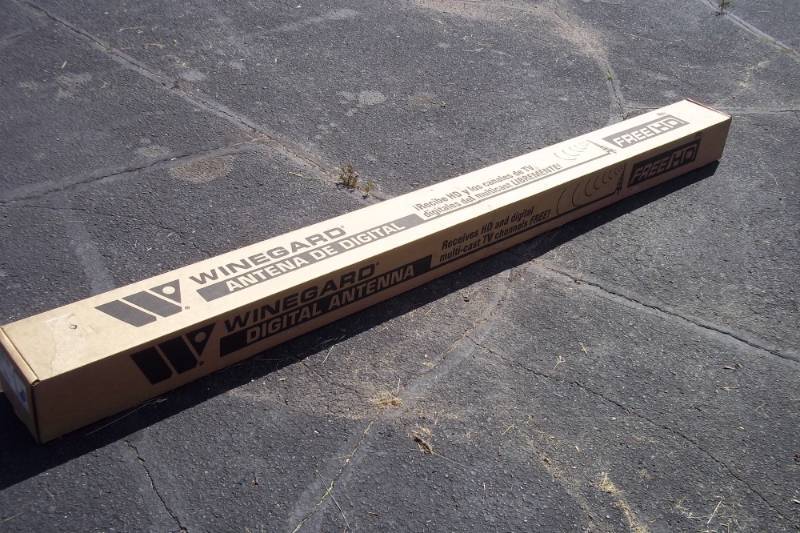 WINEGARD®
ANTENA DE DIGITAL
¡Recibe HD y los canales de TV
digitales del multicast LIBREMENTE!
FREE HD
WINEGARD®
DIGITAL ANTENNA
Receives HD and digital
multi-cast TV channels FREE!
FREE HD